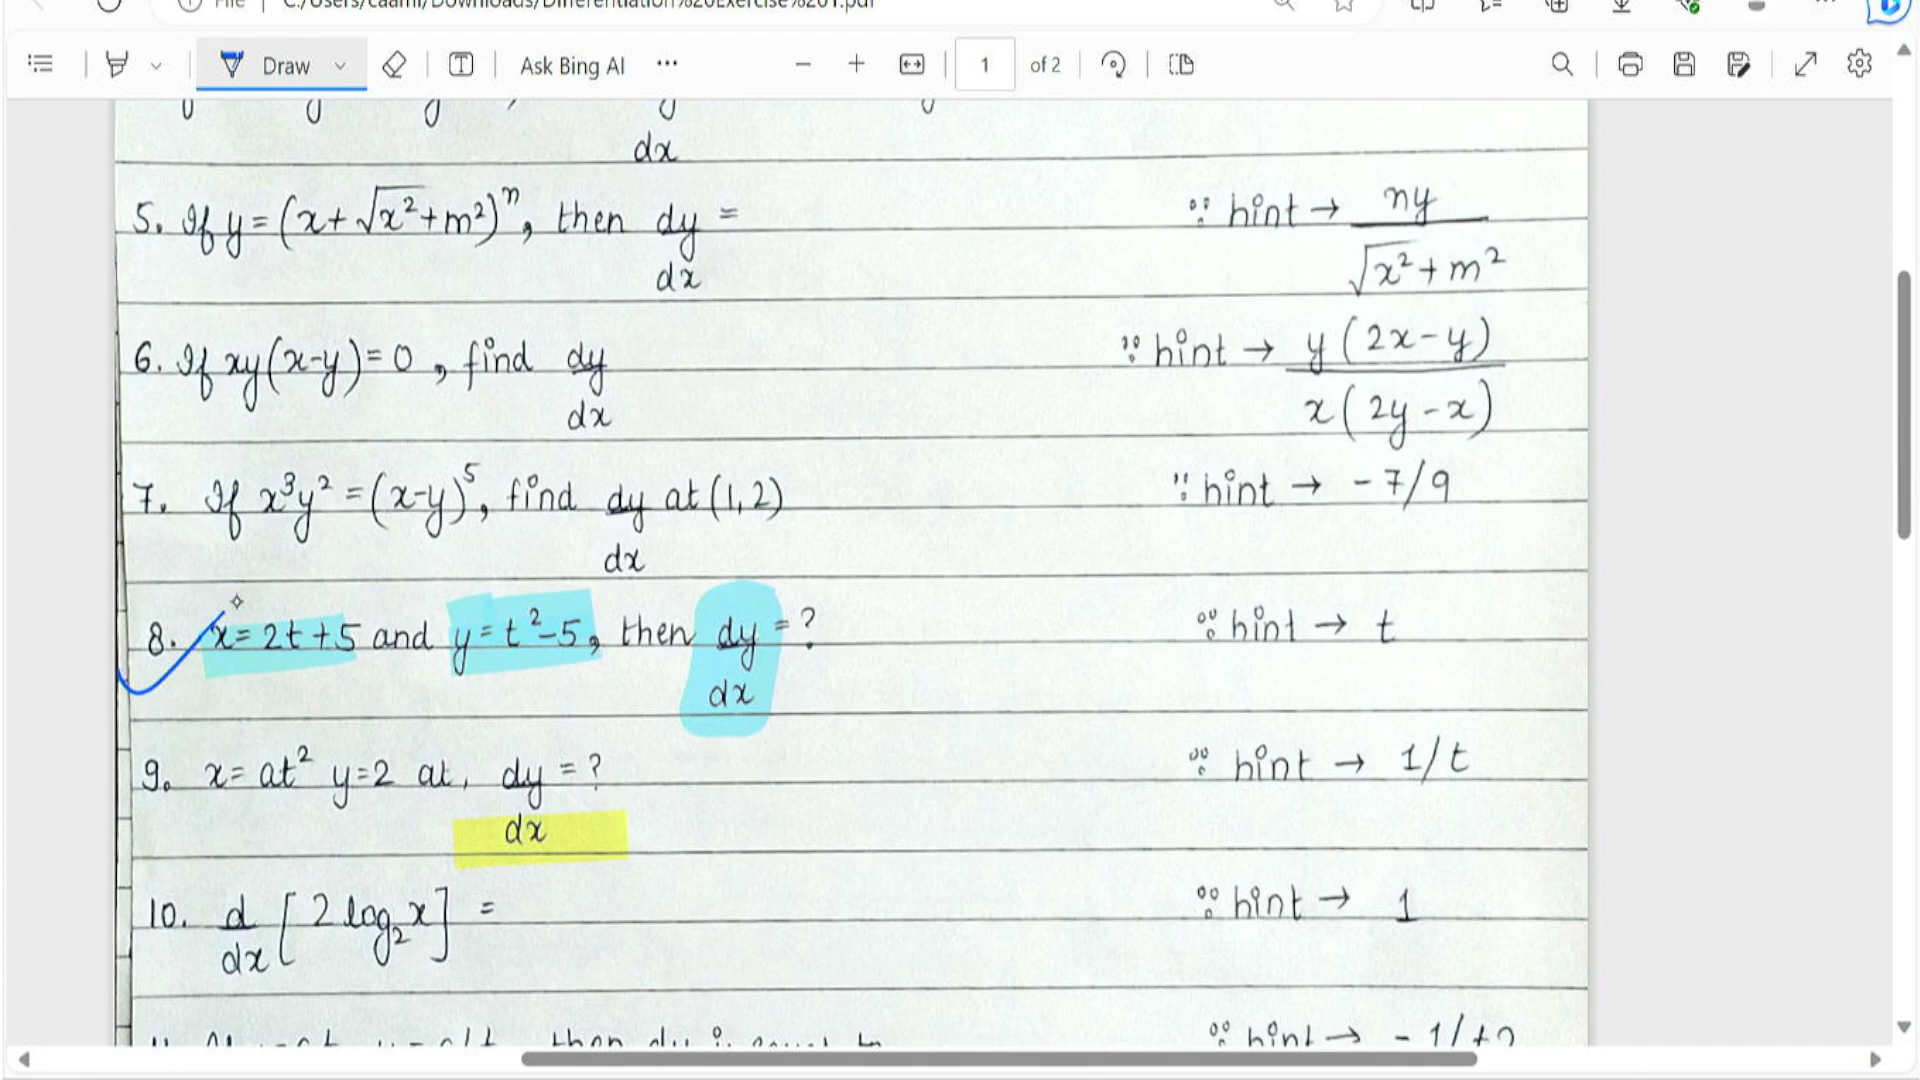 Draw
Ask Bing AI
1 of 2
dx
5. If y = (x + √x² + m²)ⁿ, then dy =
dx
∵ hint → ny
√x² + m²
6. If xy(x-y) = 0, find dy
dx
∵ hint → y(2x-y)
x(2y-x)
7. If x³y² = (x-y)⁵, find dy at (1,2)
dx
∵ hint → -7/9
8. x = 2t+5 and y = t²-5, then dy = ?
dx
∵ hint → t
9. x = at² y=2 at, dy = ?
dx
∵ hint → 1/t
10. d [2 log₂x] =
dx
∵ hint → 1